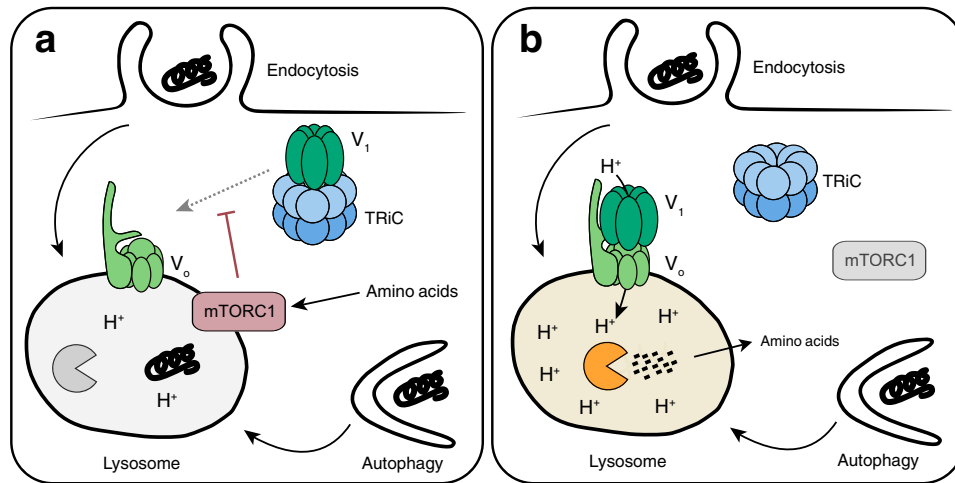 a
Endocytosis
V1
TRiC
Vo
mTORC1
Amino acids
H+
H+
Lysosome
Autophagy
b
Endocytosis
H+
V1
TRiC
Vo
mTORC1
H+
H+
H+
Amino acids
H+
H+
H+
Lysosome
Autophagy